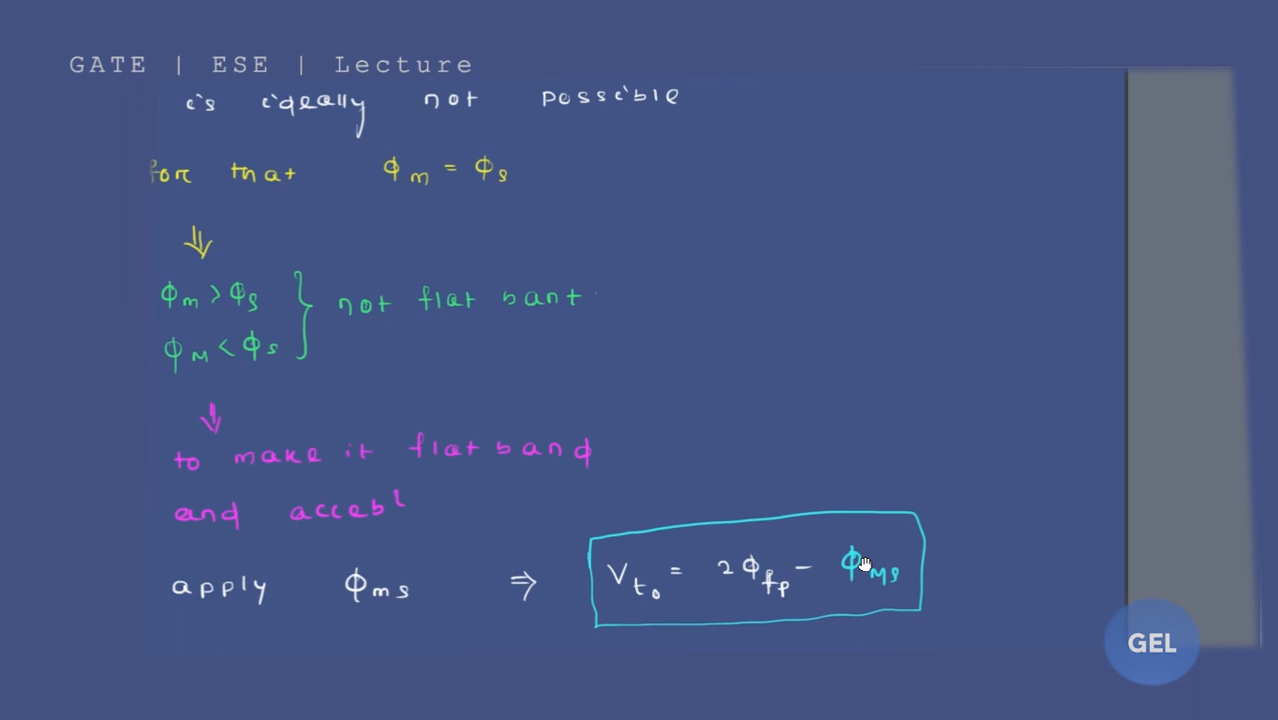 GATE | ESE | Lecture
is ideally not possible
for that ϕm = ϕs
⇓
ϕm > ϕs } not flat bant
ϕM < ϕs
↓
to make it flat band
and accebl
apply ϕms ⇒ Vto = 2ϕfp - ϕMS
GEL